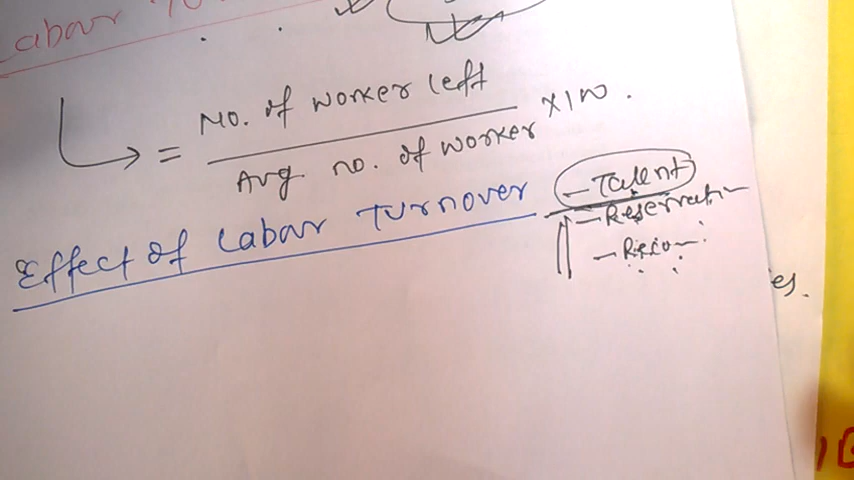 Labour
= No. of worker left
Avg. no. of worker ×100.
Effect of Labour Turnover
- Talent
- Reservation
es.